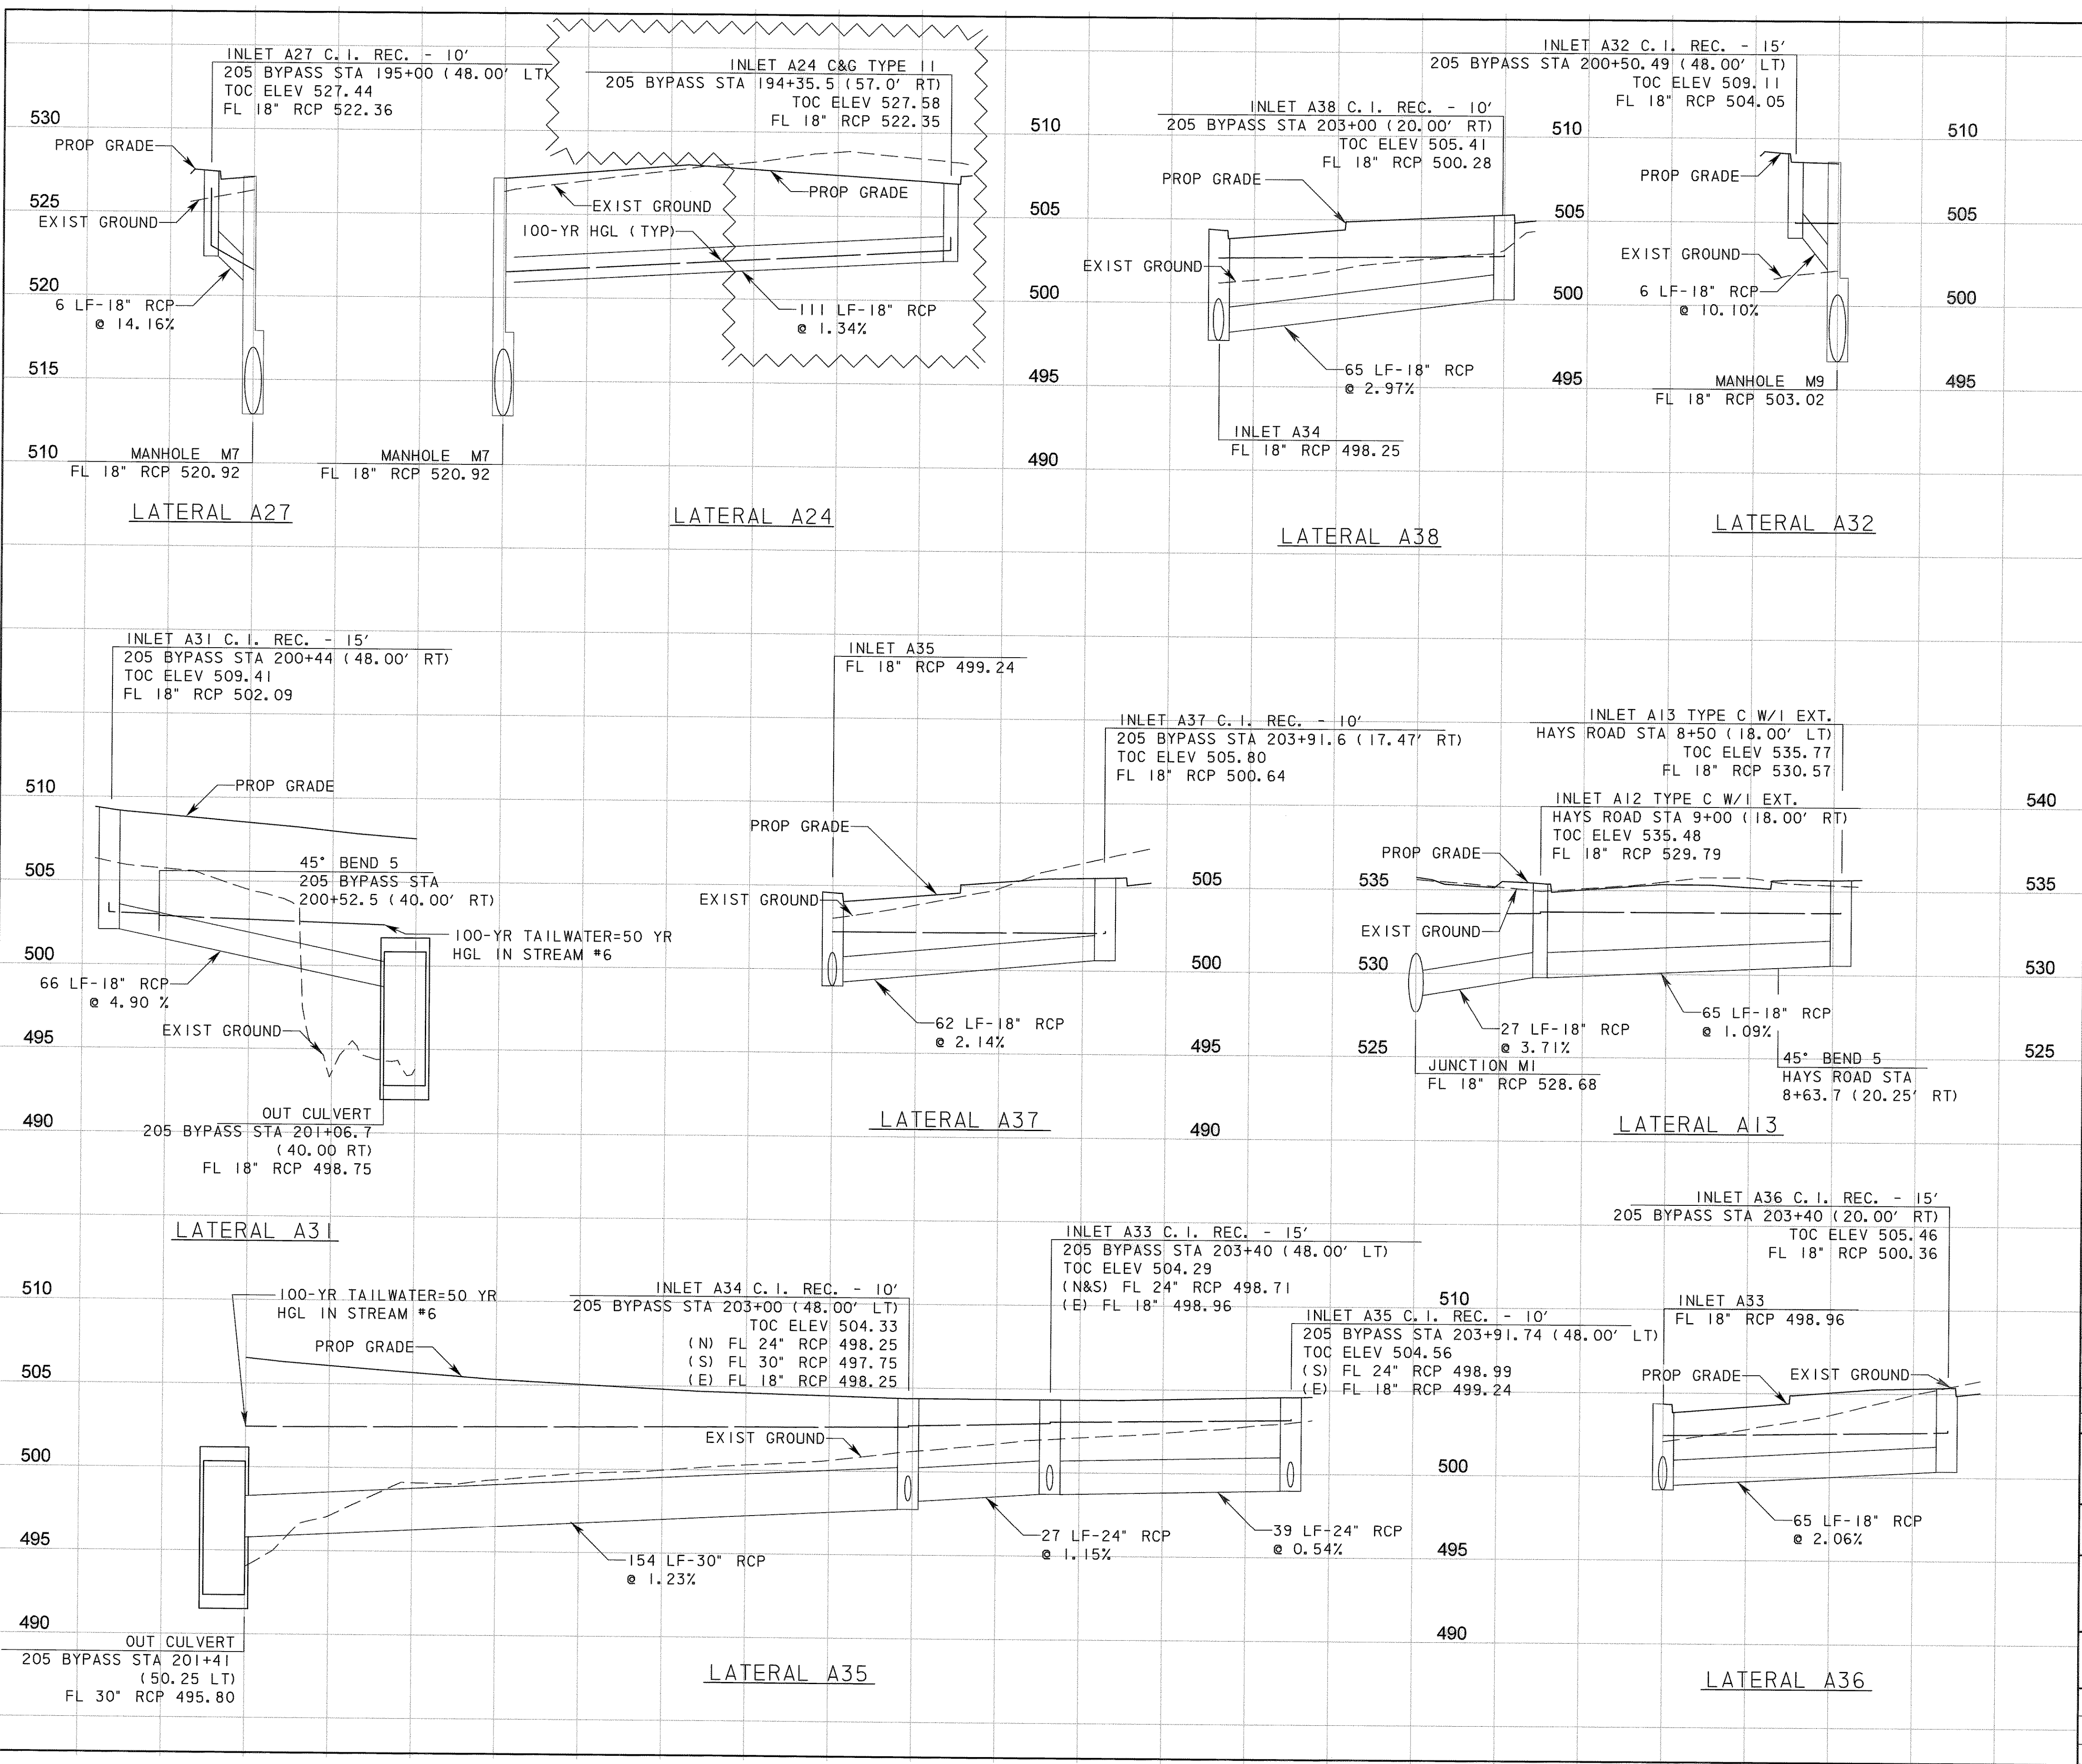 INLET A27 C.I. REC. - 10'
205 BYPASS STA 195+00 (48.00' LT)
TOC ELEV 527.44
FL 18" RCP 522.36
530
PROP GRADE
525
EXIST GROUND
520
6 LF-18" RCP
@ 14.16%
515
510
MANHOLE M7
FL 18" RCP 520.92
LATERAL A27
INLET A24 C&G TYPE II
205 BYPASS STA 194+35.5 (57.0' RT)
TOC ELEV 527.58
FL 18" RCP 522.35
PROP GRADE
EXIST GROUND
100-YR HGL (TYP)
111 LF-18" RCP
@ 1.34%
MANHOLE M7
FL 18" RCP 520.92
LATERAL A24
510
505
500
495
490
INLET A38 C.I. REC. - 10'
205 BYPASS STA 203+00 (20.00' RT)
TOC ELEV 505.41
FL 18" RCP 500.28
PROP GRADE
EXIST GROUND
65 LF-18" RCP
@ 2.97%
INLET A34
FL 18" RCP 498.25
LATERAL A38
510
505
500
495
INLET A32 C.I. REC. - 15'
205 BYPASS STA 200+50.49 (48.00' LT)
TOC ELEV 509.11
FL 18" RCP 504.05
PROP GRADE
EXIST GROUND
6 LF-18" RCP
@ 10.10%
MANHOLE M9
FL 18" RCP 503.02
LATERAL A32
510
505
500
495
INLET A31 C.I. REC. - 15'
205 BYPASS STA 200+44 (48.00' RT)
TOC ELEV 509.41
FL 18" RCP 502.09
510
PROP GRADE
505
45° BEND 5
205 BYPASS STA
200+52.5 (40.00' RT)
100-YR TAILWATER=50 YR
HGL IN STREAM #6
500
66 LF-18" RCP
@ 4.90 %
EXIST GROUND
495
490
OUT CULVERT
205 BYPASS STA 201+06.7
(40.00 RT)
FL 18" RCP 498.75
LATERAL A31
INLET A35
FL 18" RCP 499.24
INLET A37 C.I. REC. - 10'
205 BYPASS STA 203+91.6 (17.47' RT)
TOC ELEV 505.80
FL 18" RCP 500.64
PROP GRADE
EXIST GROUND
62 LF-18" RCP
@ 2.14%
LATERAL A37
505
500
495
490
INLET A13 TYPE C W/1 EXT.
HAYS ROAD STA 8+50 (18.00' LT)
TOC ELEV 535.77
FL 18" RCP 530.57
INLET A12 TYPE C W/1 EXT.
HAYS ROAD STA 9+00 (18.00' RT)
TOC ELEV 535.48
FL 18" RCP 529.79
540
PROP GRADE
535
535
EXIST GROUND
530
530
27 LF-18" RCP
@ 3.71%
65 LF-18" RCP
@ 1.09%
525
525
JUNCTION M1
FL 18" RCP 528.68
45° BEND 5
HAYS ROAD STA
8+63.7 (20.25' RT)
LATERAL A13
510
100-YR TAILWATER=50 YR
HGL IN STREAM #6
PROP GRADE
505
INLET A34 C.I. REC. - 10'
205 BYPASS STA 203+00 (48.00' LT)
TOC ELEV 504.33
(N) FL 24" RCP 498.25
(S) FL 30" RCP 497.75
(E) FL 18" RCP 498.25
INLET A33 C.I. REC. - 15'
205 BYPASS STA 203+40 (48.00' LT)
TOC ELEV 504.29
(N&S) FL 24" RCP 498.71
(E) FL 18" 498.96
INLET A35 C.I. REC. - 10'
205 BYPASS STA 203+91.74 (48.00' LT)
TOC ELEV 504.56
(S) FL 24" RCP 498.99
(E) FL 18" RCP 499.24
EXIST GROUND
500
495
154 LF-30" RCP
@ 1.23%
27 LF-24" RCP
@ 1.15%
39 LF-24" RCP
@ 0.54%
490
OUT CULVERT
205 BYPASS STA 201+41
(50.25 LT)
FL 30" RCP 495.80
LATERAL A35
510
500
495
490
INLET A36 C.I. REC. - 15'
205 BYPASS STA 203+40 (20.00' RT)
TOC ELEV 505.46
FL 18" RCP 500.36
INLET A33
FL 18" RCP 498.96
PROP GRADE
EXIST GROUND
65 LF-18" RCP
@ 2.06%
LATERAL A36